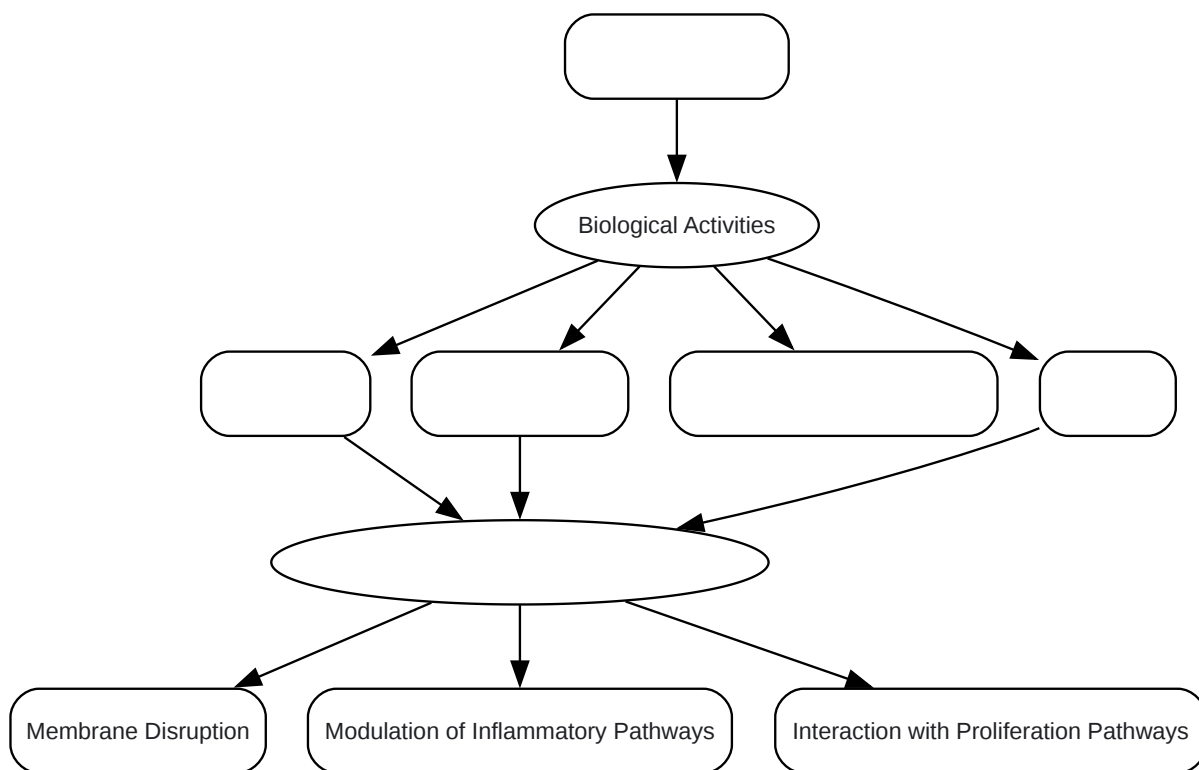 Biological Activities
Membrane Disruption
Modulation of Inflammatory Pathways
Interaction with Proliferation Pathways